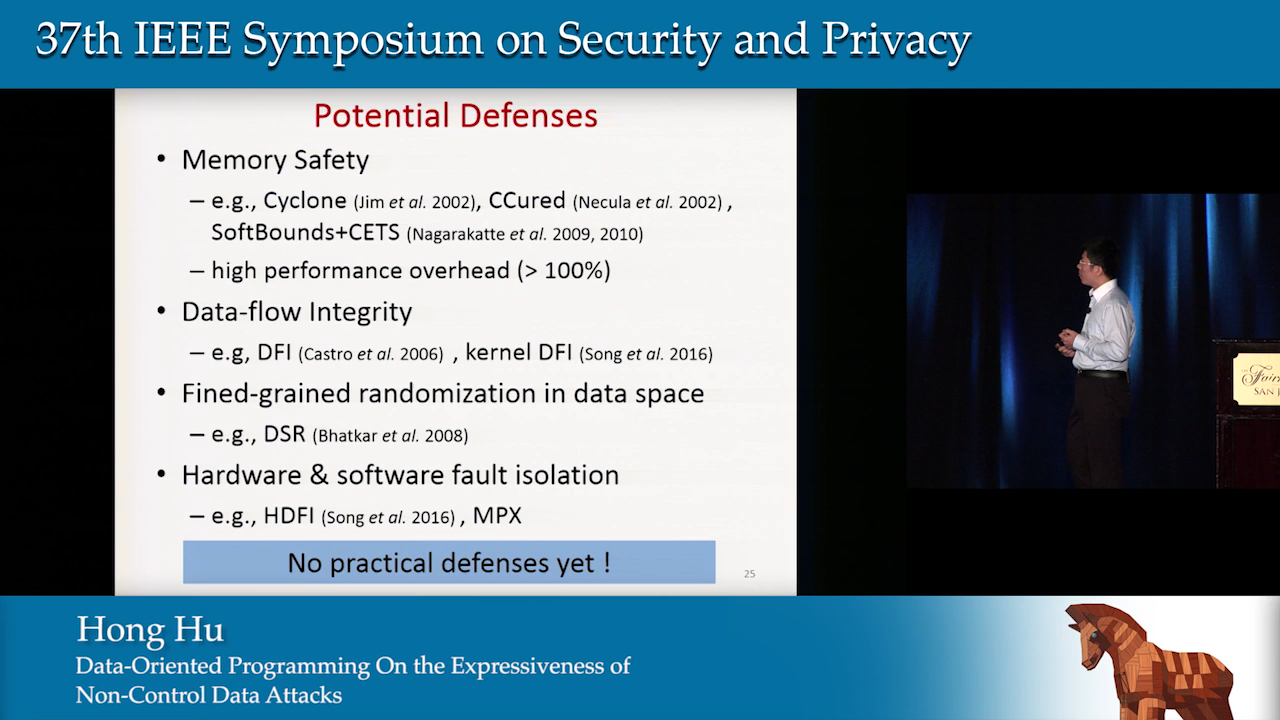 37th IEEE Symposium on Security and Privacy
Potential Defenses
• Memory Safety
– e.g., Cyclone (Jim et al. 2002), CCured (Necula et al. 2002) ,
SoftBounds+CETS (Nagarakatte et al. 2009, 2010)
– high performance overhead (> 100%)
• Data-flow Integrity
– e.g, DFI (Castro et al. 2006) , kernel DFI (Song et al. 2016)
• Fined-grained randomization in data space
– e.g., DSR (Bhatkar et al. 2008)
• Hardware & software fault isolation
– e.g., HDFI (Song et al. 2016) , MPX
No practical defenses yet !
25
Hong Hu
Data-Oriented Programming On the Expressiveness of
Non-Control Data Attacks